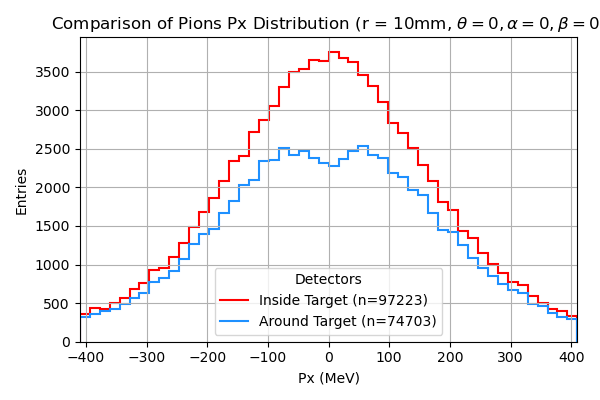 Comparison of Pions Px Distribution (r = 10mm, θ = 0, α = 0, β = 0
Entries
3500
3000
2500
2000
1500
1000
500
0
Detectors
Inside Target (n=97223)
Around Target (n=74703)
−400 −300 −200 −100 0 100 200 300 400
Px (MeV)